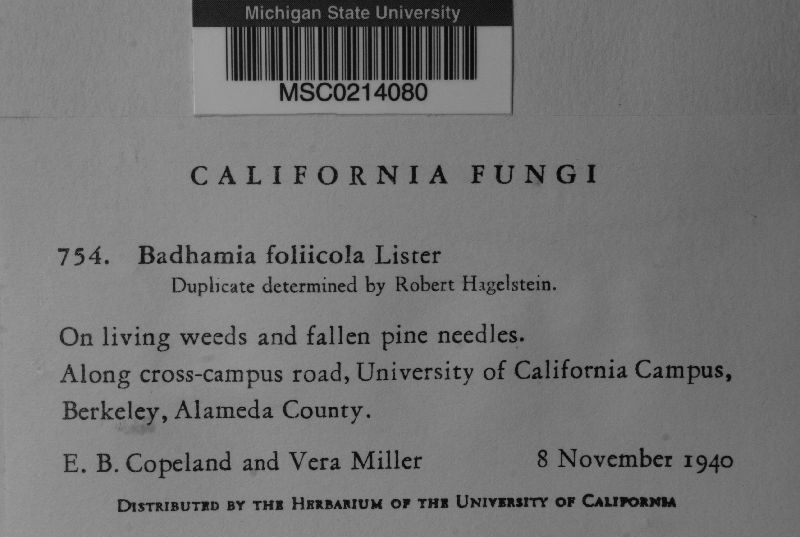 Michigan State University
MSC0214080
CALIFORNIA FUNGI
754. Badhamia foliicola Lister
Duplicate determined by Robert Hagelstein.
On living weeds and fallen pine needles.
Along cross-campus road, University of California Campus,
Berkeley, Alameda County.
E. B. Copeland and Vera Miller 8 November 1940
DISTRIBUTED BY THE HERBARIUM OF THE UNIVERSITY OF CALIFORNIA